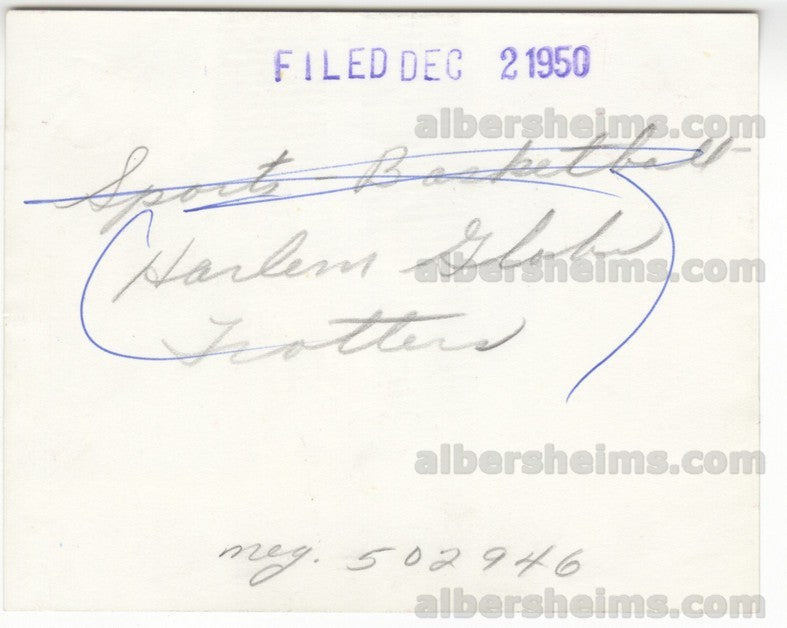 FILED DEC 2 1950
albersheims.com
Sports - Basketball
Harlem Globe
albersheims.com
Trotters
albersheims.com
neg. 502946
albersheims.com